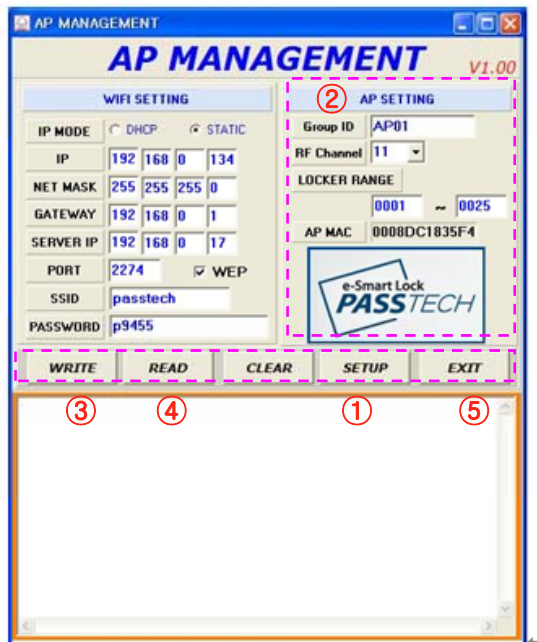 AP MANAGEMENT
AP MANAGEMENT V1.00
WIFI SETTING
IP MODE DHCP STATIC
IP 192 168 0 134
NET MASK 255 255 255 0
GATEWAY 192 168 0 1
SERVER IP 192 168 0 17
PORT 2274 WEP
SSID passtech
PASSWORD p9455
② AP SETTING
Group ID AP01
RF Channel 11
LOCKER RANGE
0001 ~ 0025
AP MAC 0008DC1835F4
e-Smart Lock
PASSTECH
WRITE READ CLEAR SETUP EXIT
③ ④ ① ⑤